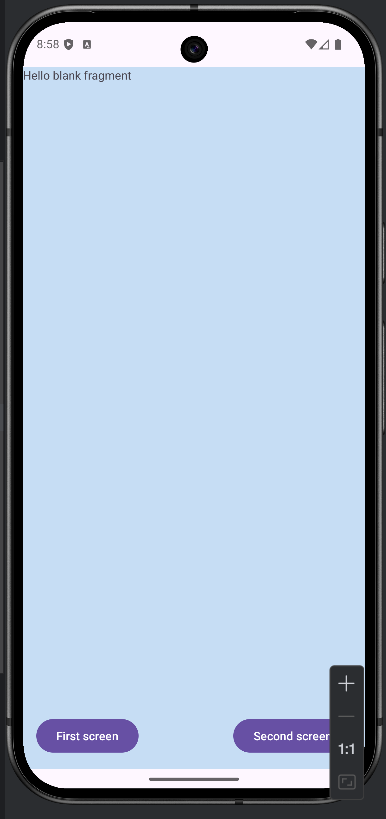 8:58
Hello blank fragment
First screen
Second screen
1:1